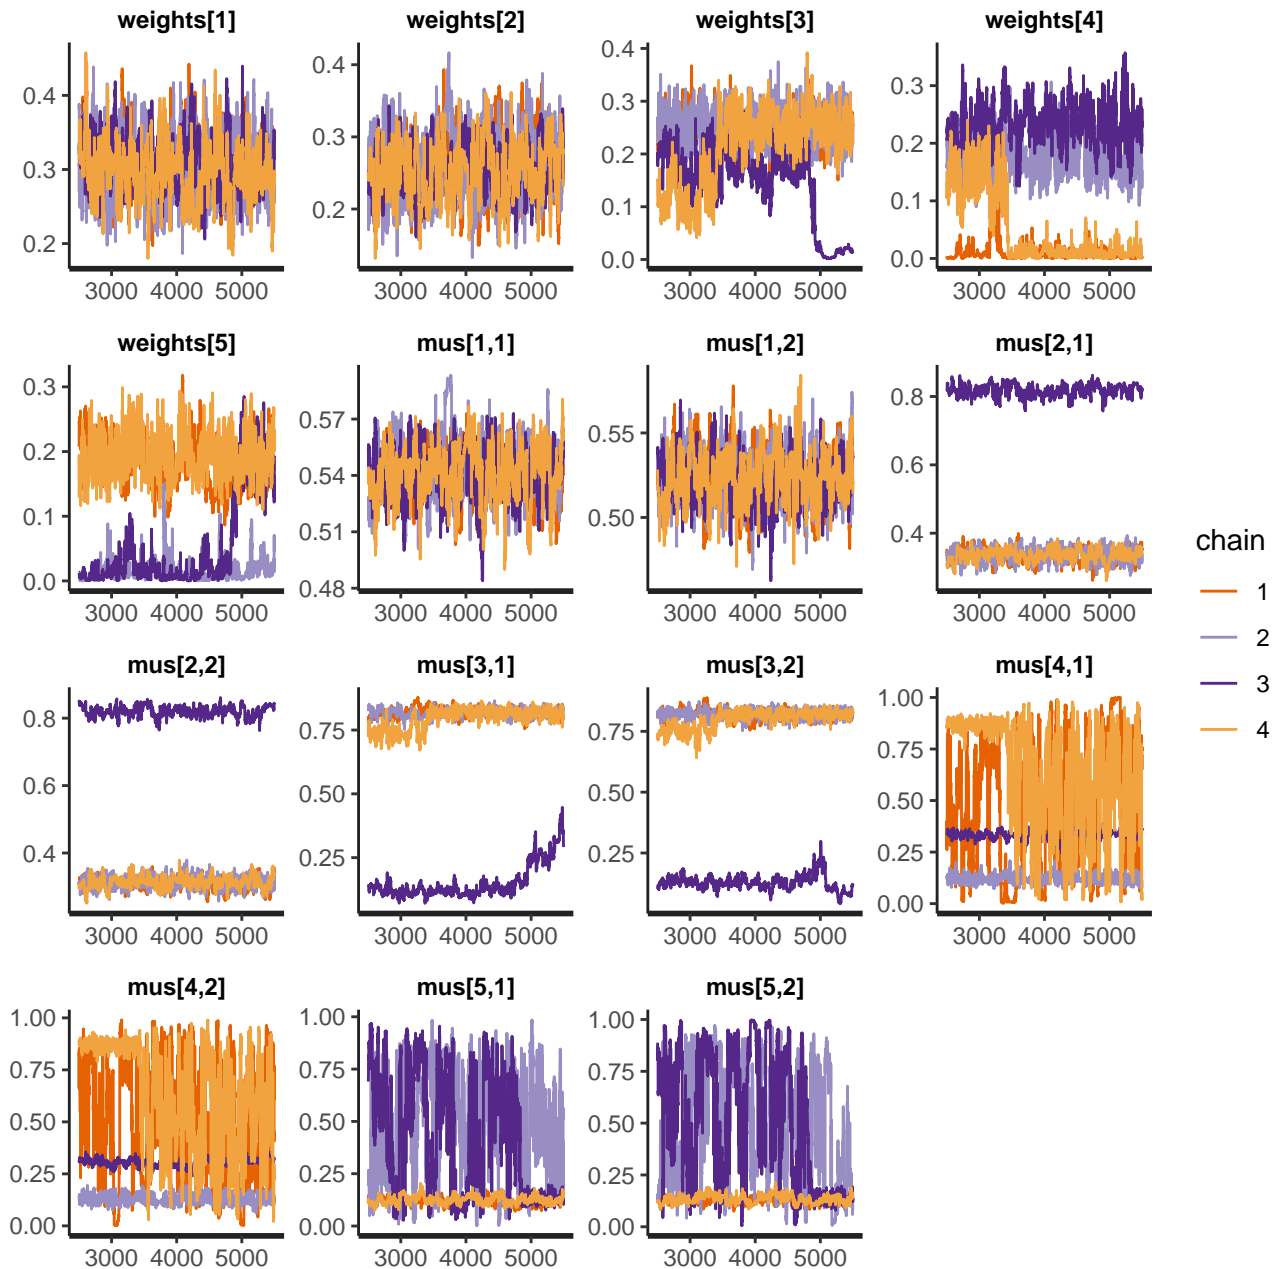 weights[1] weights[2] weights[3] weights[4]
0.4 0.3 0.2
0.4 0.3 0.2
0.4 0.3 0.2 0.1 0.0
0.3 0.2 0.1 0.0
3000 4000 5000 3000 4000 5000 3000 4000 5000 3000 4000 5000
weights[5] mus[1,1] mus[1,2] mus[2,1]
0.3 0.2 0.1 0.0
0.57 0.54 0.51 0.48
0.55 0.50
0.8 0.6 0.4
3000 4000 5000 3000 4000 5000 3000 4000 5000 3000 4000 5000
mus[2,2] mus[3,1] mus[3,2] mus[4,1]
0.8 0.6 0.4
0.75 0.50 0.25
0.75 0.50 0.25
1.00 0.75 0.50 0.25 0.00
3000 4000 5000 3000 4000 5000 3000 4000 5000 3000 4000 5000
mus[4,2] mus[5,1] mus[5,2]
1.00 0.75 0.50 0.25 0.00
1.00 0.75 0.50 0.25 0.00
1.00 0.75 0.50 0.25 0.00
3000 4000 5000 3000 4000 5000 3000 4000 5000
chain
1
2
3
4